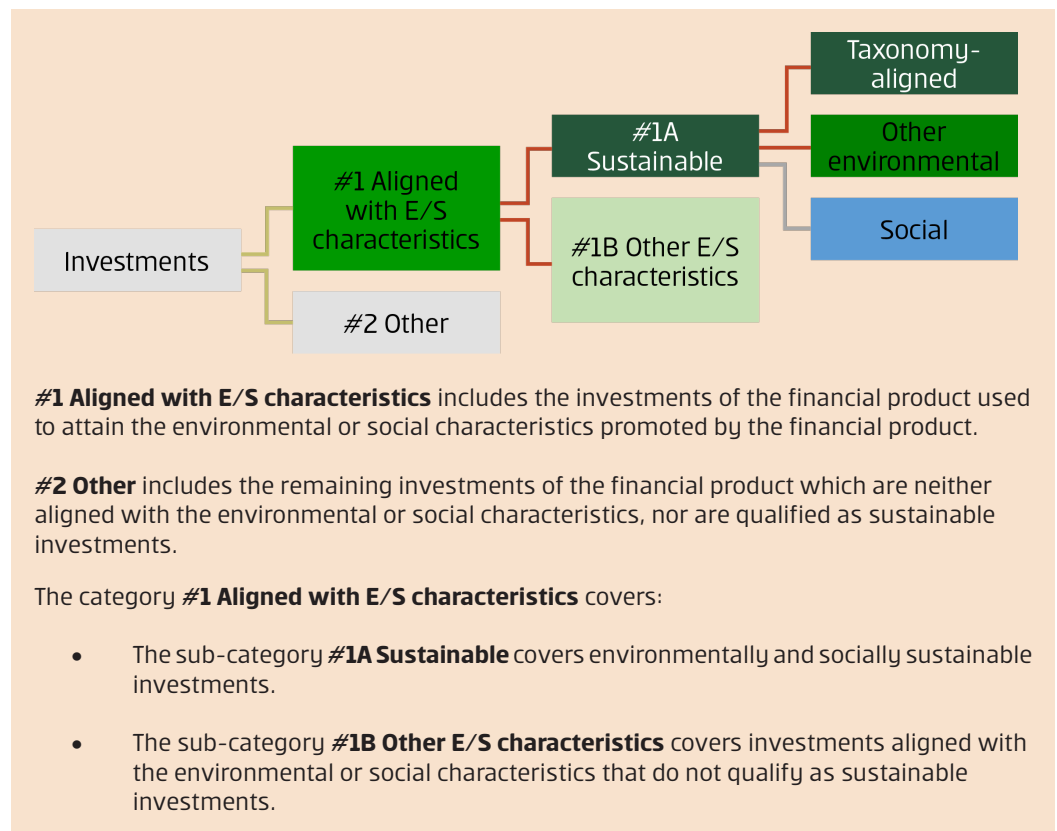 Taxonomy-
aligned
#1A
Sustainable
Other
environmental
#1 Aligned
with E/S
characteristics
Social
#1B Other E/S
characteristics
Investments
#2 Other
#1 Aligned with E/S characteristics includes the investments of the financial product used
to attain the environmental or social characteristics promoted by the financial product.
#2 Other includes the remaining investments of the financial product which are neither
aligned with the environmental or social characteristics, nor are qualified as sustainable
investments.
The category #1 Aligned with E/S characteristics covers:
• The sub-category #1A Sustainable covers environmentally and socially sustainable
investments.
• The sub-category #1B Other E/S characteristics covers investments aligned with
the environmental or social characteristics that do not qualify as sustainable
investments.